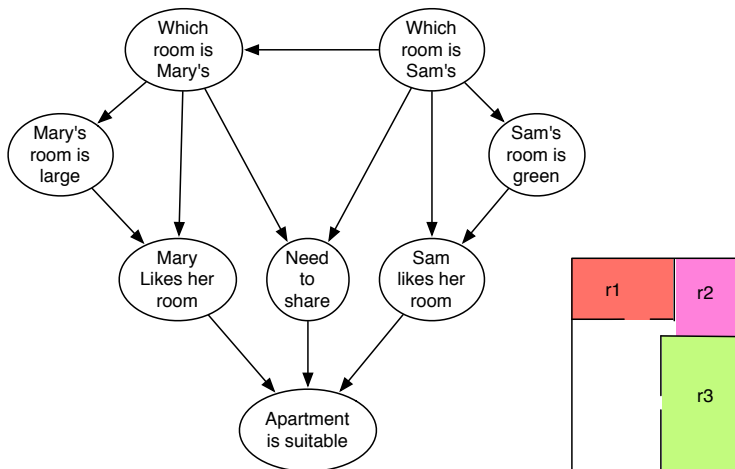 Which
room is
Mary's
Which
room is
Sam's
Mary's
room is
large
Sam's
room is
green
Mary
Likes her
room
Need
to
share
Sam
likes her
room
r1
r2
r3
Apartment
is suitable